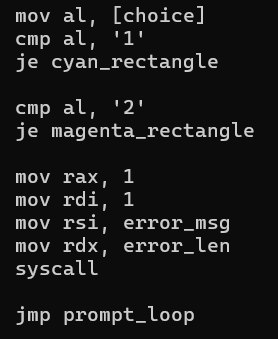 mov al, [choice]
cmp al, '1'
je cyan_rectangle
cmp al, '2'
je magenta_rectangle
mov rax, 1
mov rdi, 1
mov rsi, error_msg
mov rdx, error_len
syscall
jmp prompt_loop